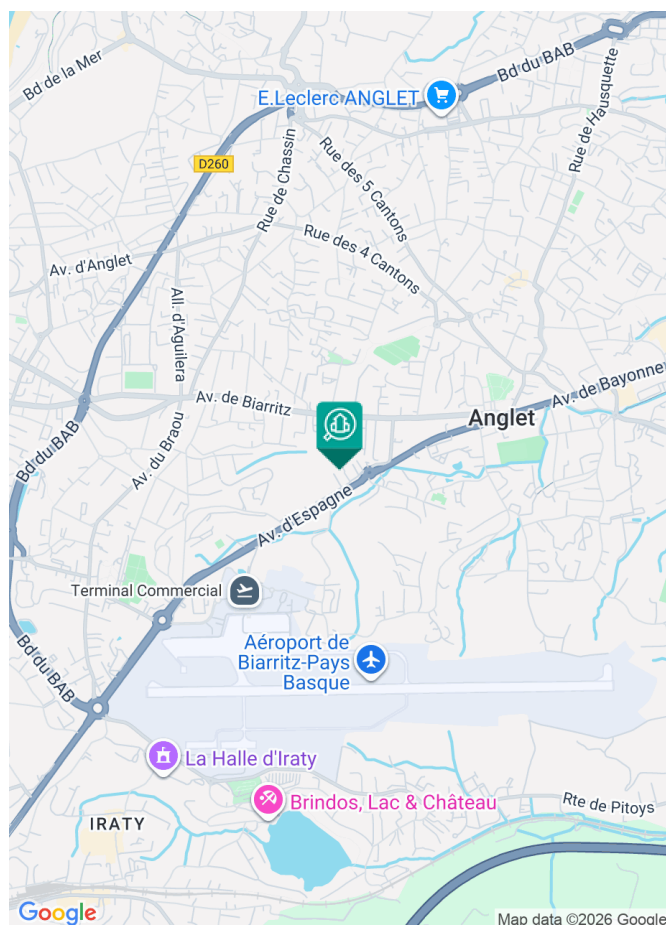 Bd de la Mer
Bd du BAB
E.Leclerc ANGLET
Rue de Hausquette
D260
Rue de Chassin
Rue des 5 Cantons
Rue des 4 Cantons
Av. d'Anglet
All. d'Aguilera
Av. de Bayonne
Av. de Biarritz
Anglet
Bd du BAB
Av. du Braou
Av. d'Espagne
Terminal Commercial
Aéroport de
Biarritz-Pays
Basque
Bd du BAB
La Halle d'Iraty
Brindos, Lac & Château
Rte de Pitoys
IRATY
Google
Map data ©2026 Google